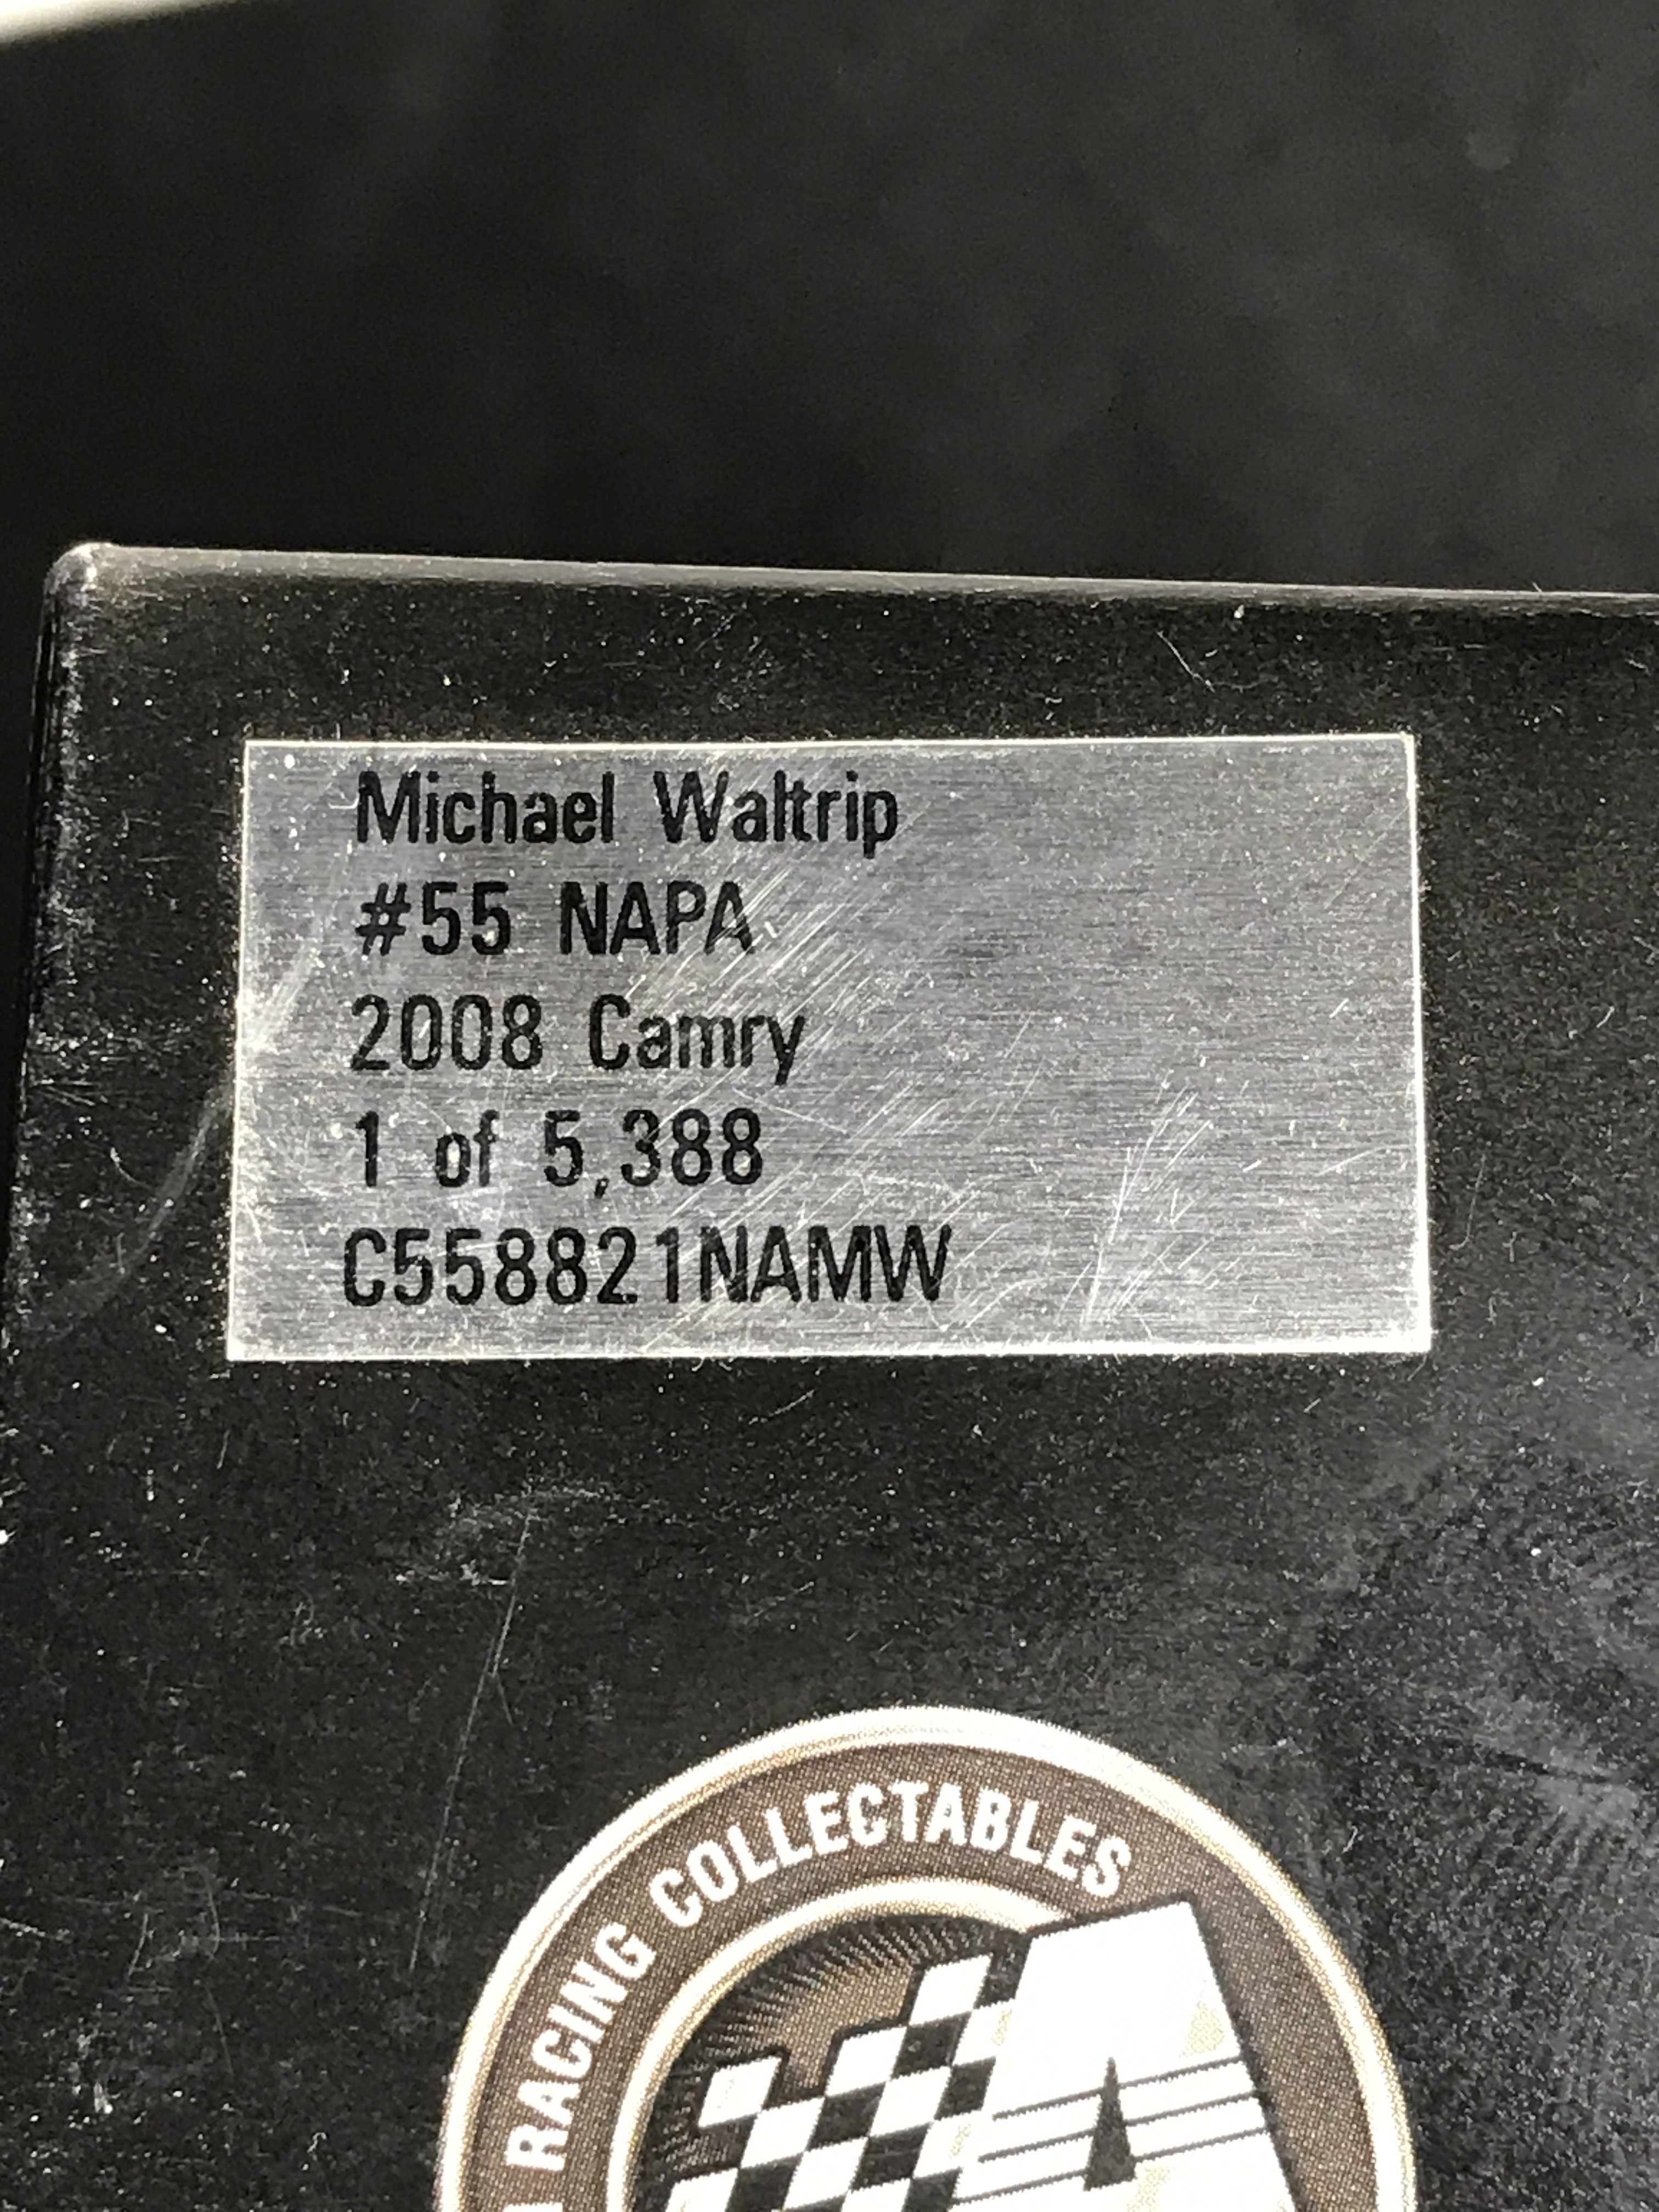 Michael Waltrip
#55 NAPA
2008 Camry
1 of 5,388
C558821NAMW
RACING COLLECTABLES
A